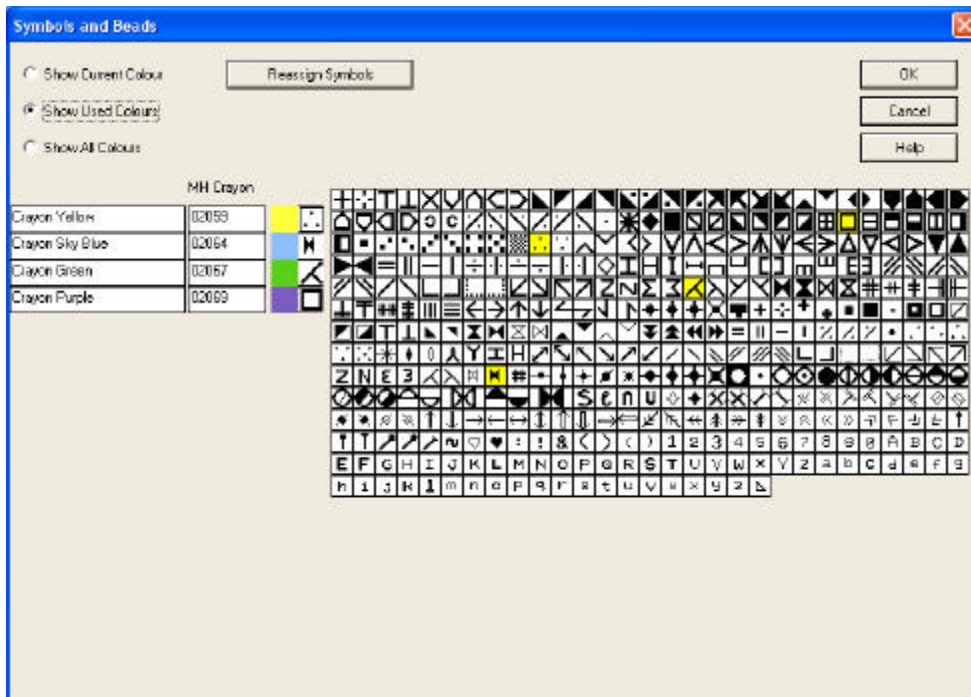 Symbols and Beads
Show Current Colour
Reassign Symbols
OK
Show Used Colours
Cancel
Show All Colours
Help
MH Crayon
Crayon Yellow 02059
Crayon Sky Blue 02064
Crayon Green 02067
Crayon Purple 02069
: ! & ( ) ( ) 1 2 3 4 5 6 7 8 9 0 A B C D
E F G H I J K L M N O P Q R S T U V W X Y Z a b c d e f g
h i j k l m n o p q r s t u v w x y z